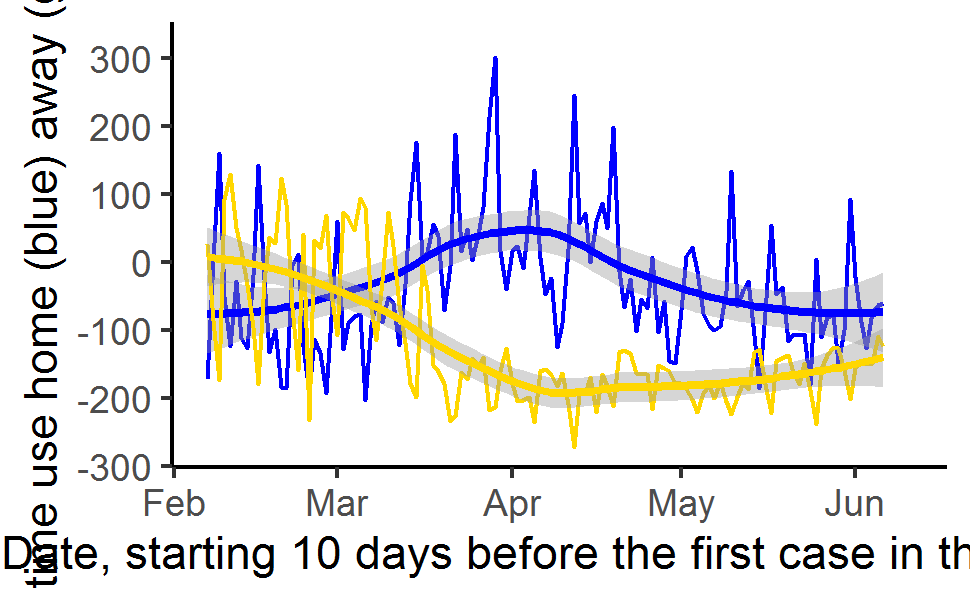 time use home (blue) away (
300
200
100
0
-100
-200
-300
Feb Mar Apr May Jun
Date, starting 10 days before the first case in th